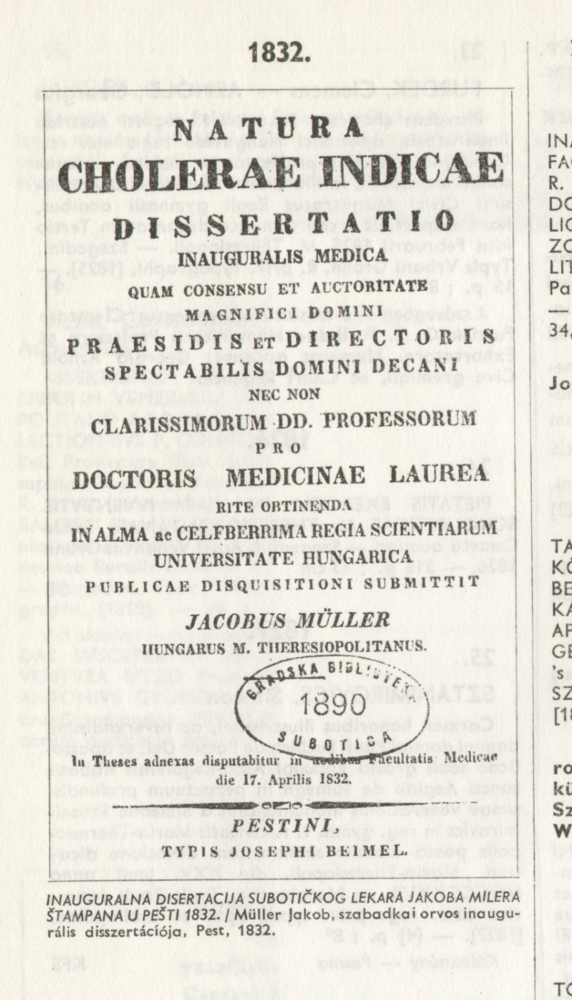 1832.
NATURA
CHOLERAE INDICAE
DISSERTATIO
INAUGURALIS MEDICA
QUAM CONSENSU ET AUCTORITATE
MAGNIFICI DOMINI
PRAESIDIS ET DIRECTORIS
SPECTABILIS DOMINI DECANI
NEC NON
CLARISSIMORUM DD. PROFESSORUM
PRO
DOCTORIS MEDICINAE LAUREA
RITE OBTINENDA
IN ALMA ac CELEBERRIMA REGIA SCIENTIARUM
UNIVERSITATE HUNGARICA
PUBLICAE DISQUISITIONI SUBMITTIT
JACOBUS MÜLLER
HUNGARUS M. THERESIOPOLITANUS.
GRADSKA BIBLIOTEKA
1890
SUBOTICA
In Theses adnexas disputabitur in aedibus Facultatis Medicae
die 17. Aprilis 1832.
PESTINI,
TYPIS JOSEPHI BEIMEL.
INAUGURALNA DISERTACIJA SUBOTIČKOG LEKARA JAKOBA MILERA
ŠTAMPANA U PEŠTI 1832. / Müller Jakob, szabadkai orvos inaugu-
rális disszertációja, Pest, 1832.
INA
FAC
R.
DO
LIC
ZO
LIT
Pa
—
34,
Jo
TA
KÖ
BE
KA
AP
GE
's
SZ
[18
ro
kü
Sz
W
TO